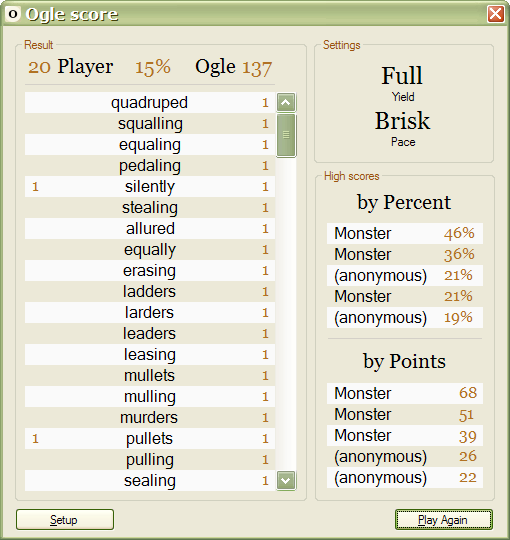 O Ogle score
Result
20 Player 15% Ogle 137
quadruped 1
squalling 1
equaling 1
pedaling 1
1 silently 1
stealing 1
allured 1
equally 1
erasing 1
ladders 1
larders 1
leaders 1
leasing 1
mullets 1
mulling 1
murders 1
1 pullets 1
pulling 1
sealing 1
Settings
Full
Yield
Brisk
Pace
High scores
by Percent
Monster 46%
Monster 36%
(anonymous) 21%
Monster 21%
(anonymous) 19%
by Points
Monster 68
Monster 51
Monster 39
(anonymous) 26
(anonymous) 22
Setup
Play Again